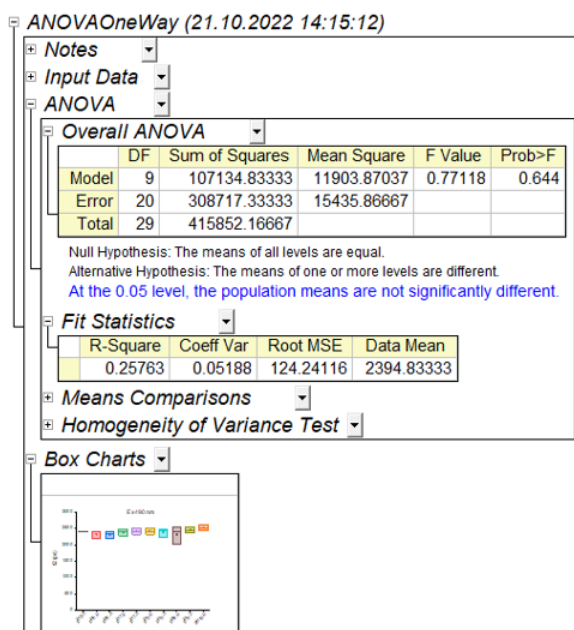 ANOVAOneWay (21.10.2022 14:15:12)
Notes
Input Data
ANOVA
Overall ANOVA
DF Sum of Squares Mean Square F Value Prob>F
Model 9 107134.83333 11903.87037 0.77118 0.644
Error 20 308717.33333 15435.86667
Total 29 415852.16667
Null Hypothesis: The means of all levels are equal.
Alternative Hypothesis: The means of one or more levels are different.
At the 0.05 level, the population means are not significantly different.
Fit Statistics
R-Square Coeff Var Root MSE Data Mean
0.25763 0.05188 124.24116 2394.83333
Means Comparisons
Homogeneity of Variance Test
Box Charts